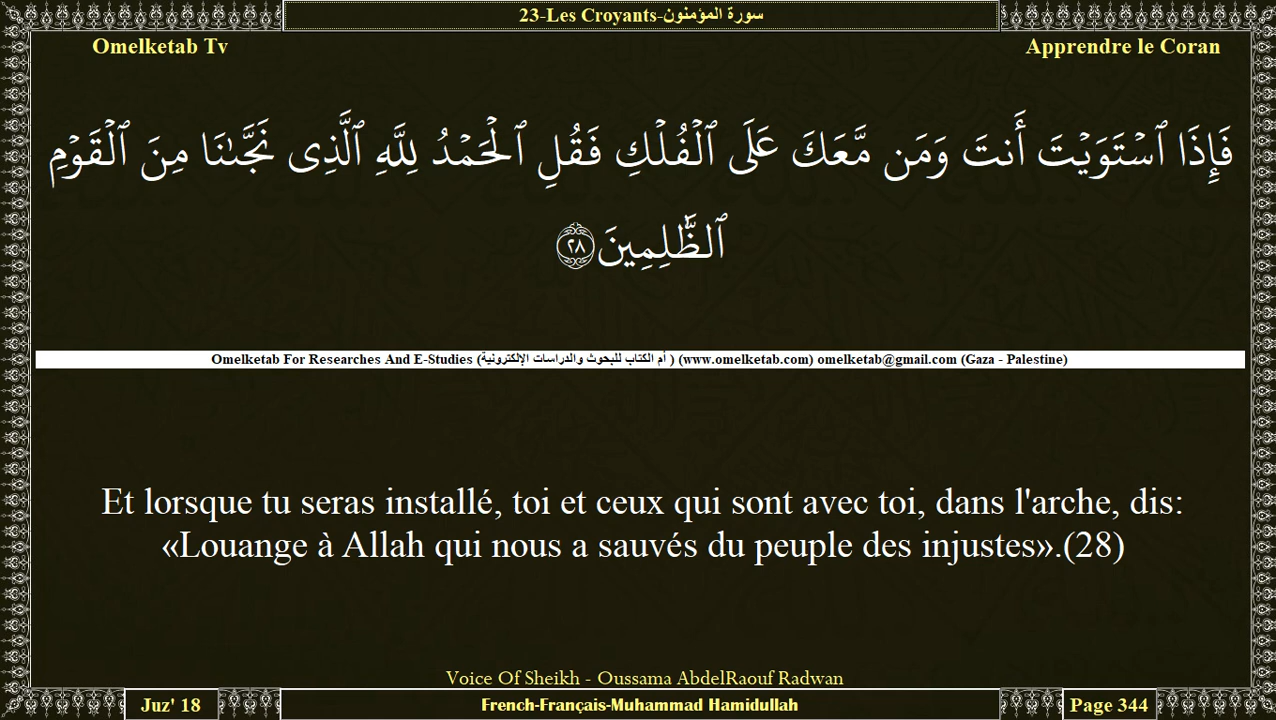 23-Les Croyants-سورة المؤمنون
Omelketab Tv
Apprendre le Coran
فَإِذَا ٱسْتَوَيْتَ أَنتَ وَمَن مَّعَكَ عَلَى ٱلْفُلْكِ فَقُلِ ٱلْحَمْدُ لِلَّهِ ٱلَّذِى نَجَّىٰنَا مِنَ ٱلْقَوْمِ
ٱلظَّٰلِمِينَ ٢٨
Omelketab For Researches And E-Studies (أم الكتاب للبحوث والدراسات الإلكترونية ) (www.omelketab.com) omelketab@gmail.com (Gaza - Palestine)
Et lorsque tu seras installé, toi et ceux qui sont avec toi, dans l'arche, dis:
«Louange à Allah qui nous a sauvés du peuple des injustes».(28)
Voice Of Sheikh - Oussama AbdelRaouf Radwan
Juz' 18
French-Français-Muhammad Hamidullah
Page 344